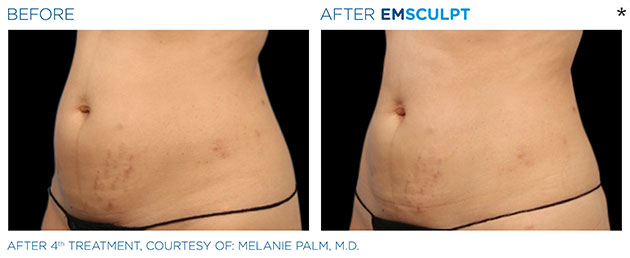 BEFORE
AFTER EMSCULPT *
AFTER 4th TREATMENT, COURTESY OF: MELANIE PALM, M.D.